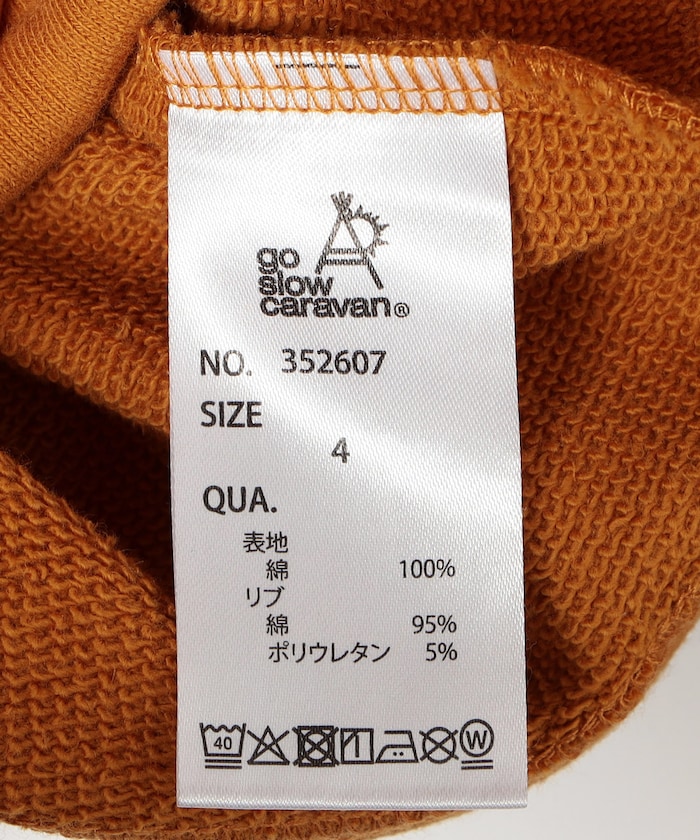 go
slow
caravan®
NO. 352607
SIZE
4
QUA.
表地
綿 100%
リブ
綿 95%
ポリウレタン 5%
40 W